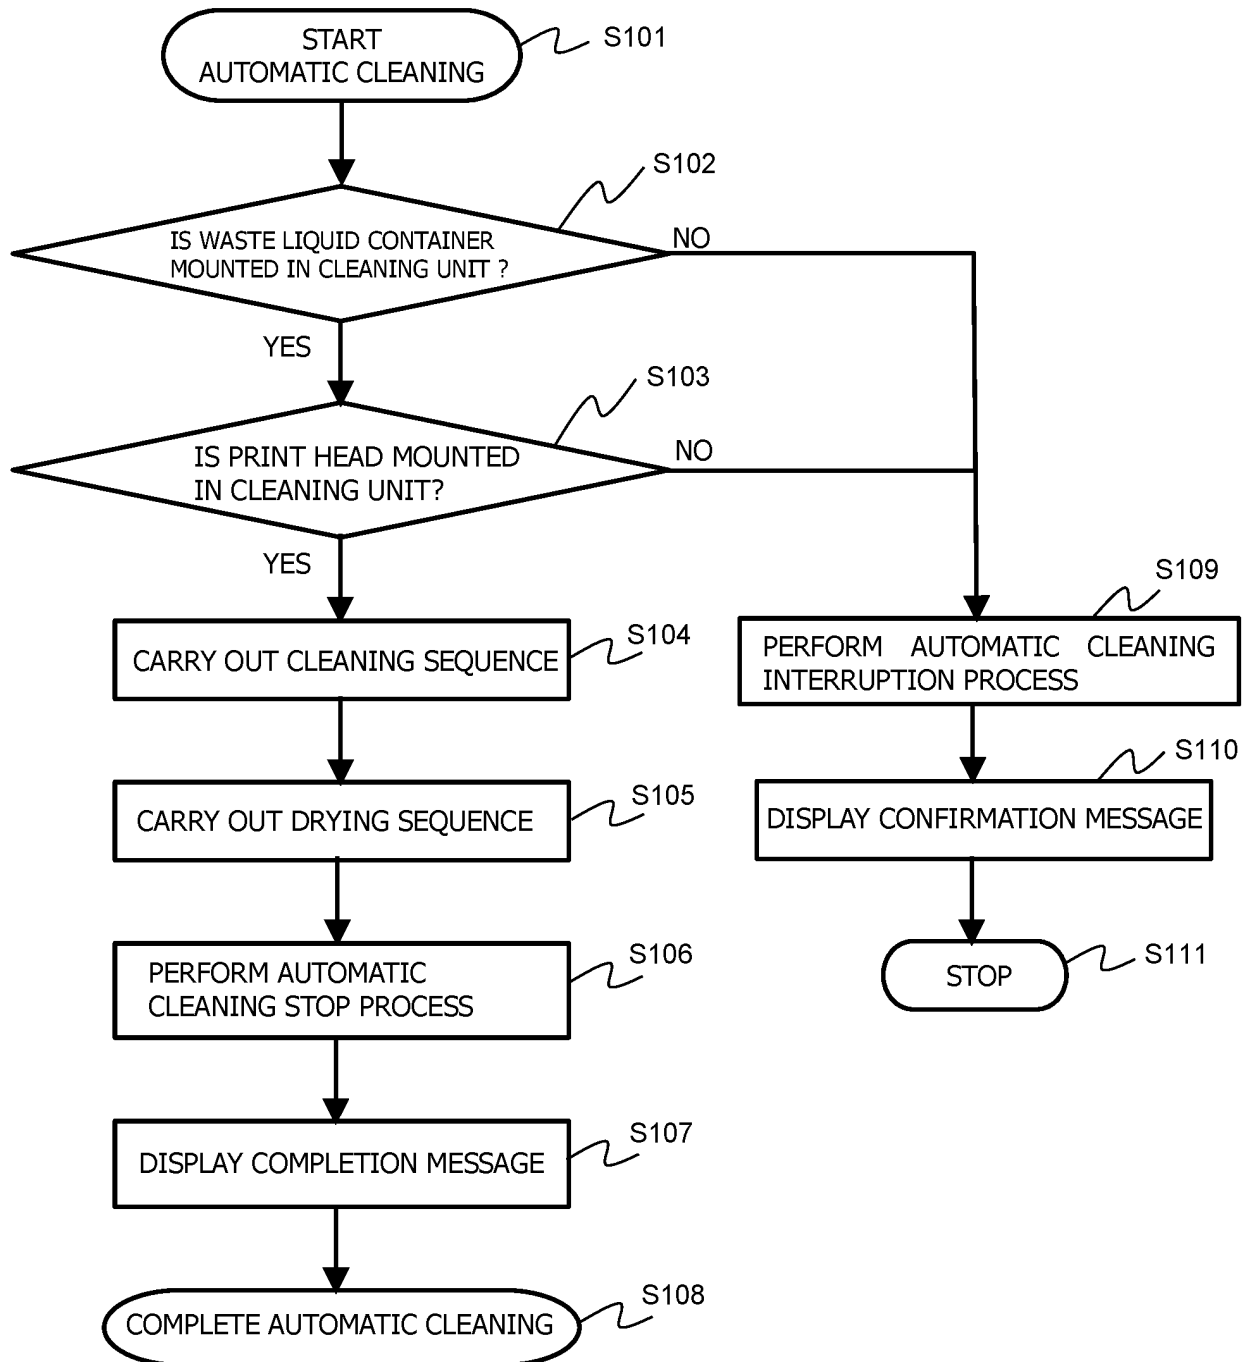 START
AUTOMATIC CLEANING
S101
S102
IS WASTE LIQUID CONTAINER
MOUNTED IN CLEANING UNIT ?
NO
YES
S103
IS PRINT HEAD MOUNTED
IN CLEANING UNIT?
NO
YES
S104
CARRY OUT CLEANING SEQUENCE
S105
CARRY OUT DRYING SEQUENCE
S106
PERFORM AUTOMATIC
CLEANING STOP PROCESS
S107
DISPLAY COMPLETION MESSAGE
S108
COMPLETE AUTOMATIC CLEANING
S109
PERFORM AUTOMATIC CLEANING
INTERRUPTION PROCESS
S110
DISPLAY CONFIRMATION MESSAGE
S111
STOP